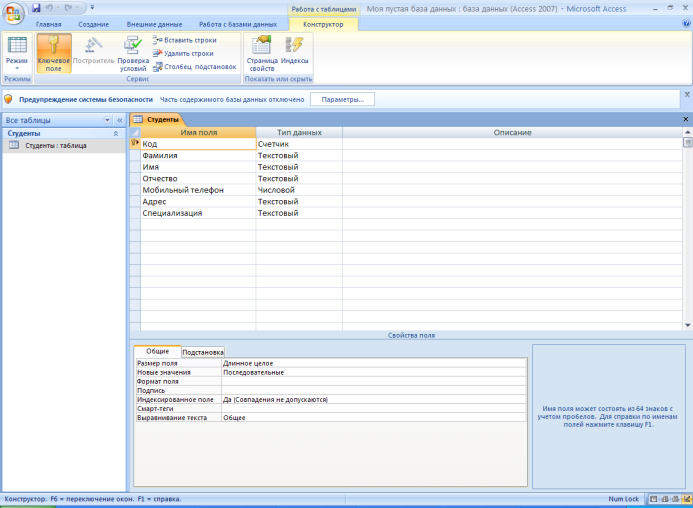 Работа с таблицами
Моя пустая база данных : база данных (Access 2007) - Microsoft Access
Главная Создание Внешние данные Работа с базами данных Конструктор
Режим
Ключевое поле
Построитель
Проверка условий
Вставить строки
Удалить строки
Столбец подстановок
Страница свойств
Индексы
Режимы Сервис Показать или скрыть
Предупреждение системы безопасности Часть содержимого базы данных отключено Параметры...
Все таблицы
Студенты
Студенты : таблица
Студенты
Имя поля Тип данных Описание
Код Счетчик
Фамилия Текстовый
Имя Текстовый
Отчество Текстовый
Мобильный телефон Числовой
Адрес Текстовый
Специализация Текстовый
Свойства поля
Общие Подстановка
Размер поля Длинное целое
Новые значения Последовательные
Формат поля
Подпись
Индексированное поле Да (Совпадения не допускаются)
Смарт-теги
Выравнивание текста Общее
Имя поля может состоять из 64 знаков с
учетом пробелов. Для справки по именам
полей нажмите клавишу F1.
Конструктор. F6 = переключение окон. F1 = справка. Num Lock